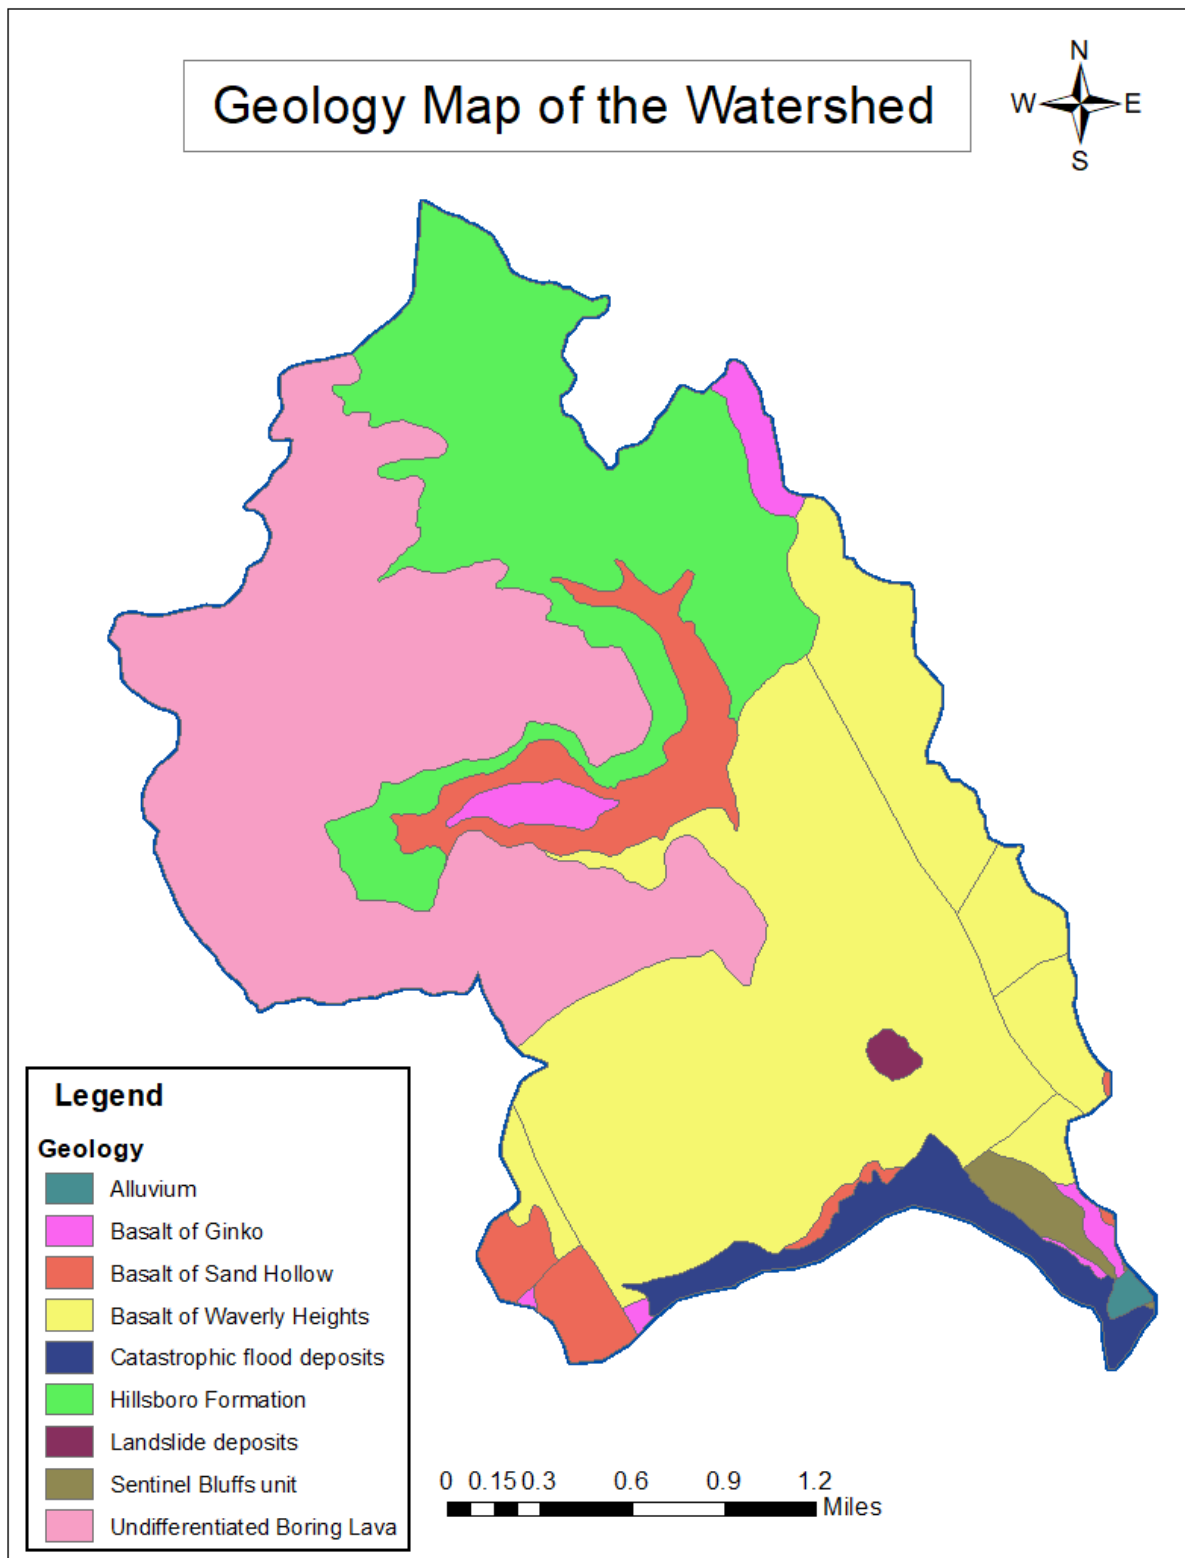 Geology Map of the Watershed
N
W E
S
Legend
Geology
Alluvium
Basalt of Ginko
Basalt of Sand Hollow
Basalt of Waverly Heights
Catastrophic flood deposits
Hillsboro Formation
Landslide deposits
Sentinel Bluffs unit
Undifferentiated Boring Lava
0 0.15 0.3 0.6 0.9 1.2
Miles